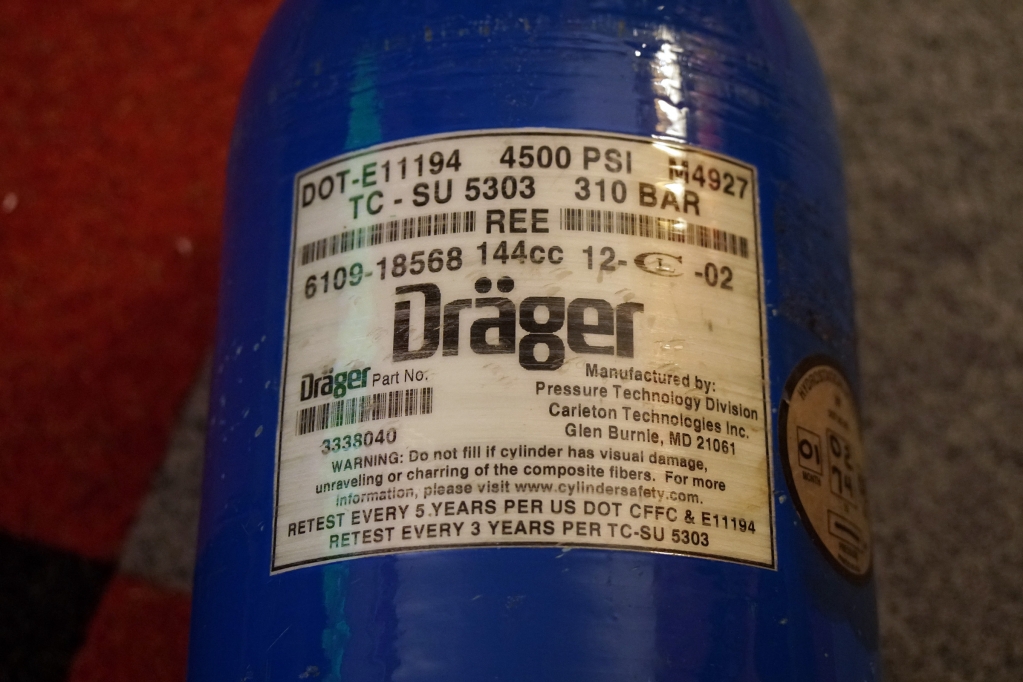 DOT-E11194 4500 PSI M4927
TC - SU 5303 310 BAR
REE
6109-18568 144cc 12- -02
Dräger
Dräger Part No.
3338040
Manufactured by:
Pressure Technology Division
Carleton Technologies Inc.
Glen Burnie, MD 21061
WARNING: Do not fill if cylinder has visual damage,
unraveling or charring of the composite fibers. For more
information, please visit www.cylindersafety.com.
RETEST EVERY 5 YEARS PER US DOT CFFC & E11194
RETEST EVERY 3 YEARS PER TC-SU 5303
01
MONTH